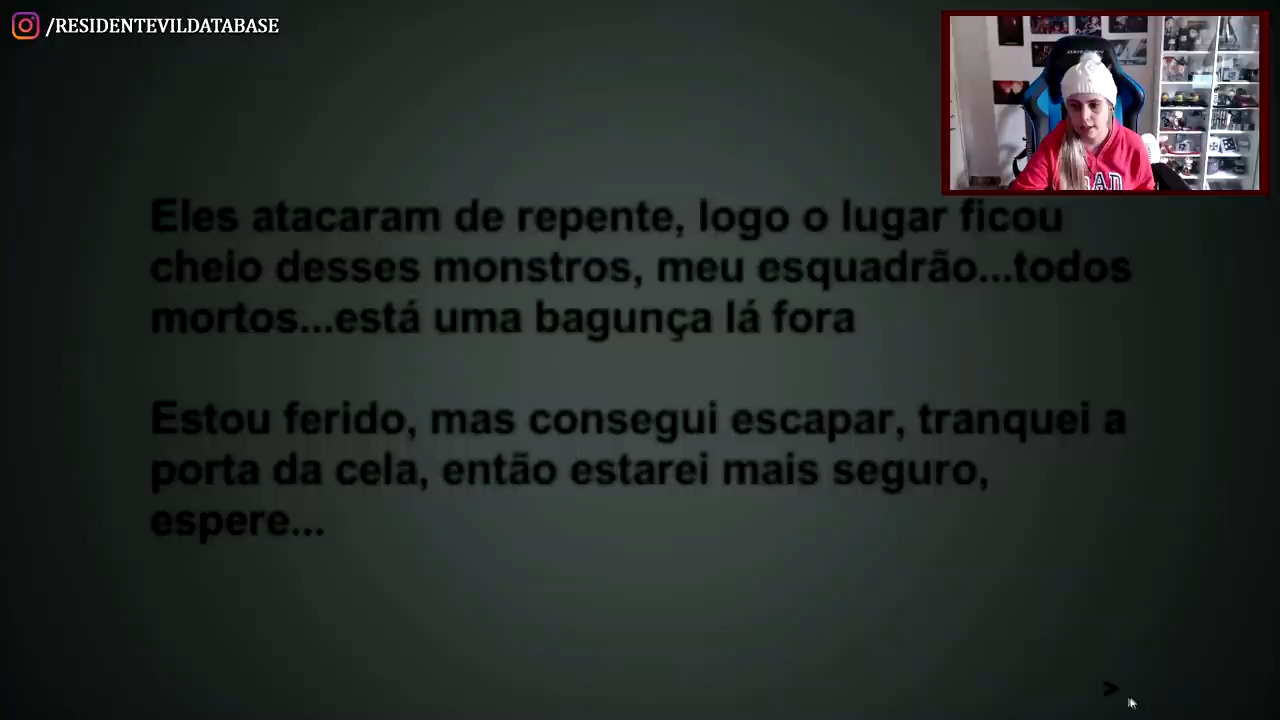 /RESIDENTEVILDATABASE
Eles atacaram de repente, logo o lugar ficou
cheio desses monstros, meu esquadrão...todos
mortos...está uma bagunça lá fora
Estou ferido, mas consegui escapar, tranquei a
porta da cela, então estarei mais seguro,
espere...
>